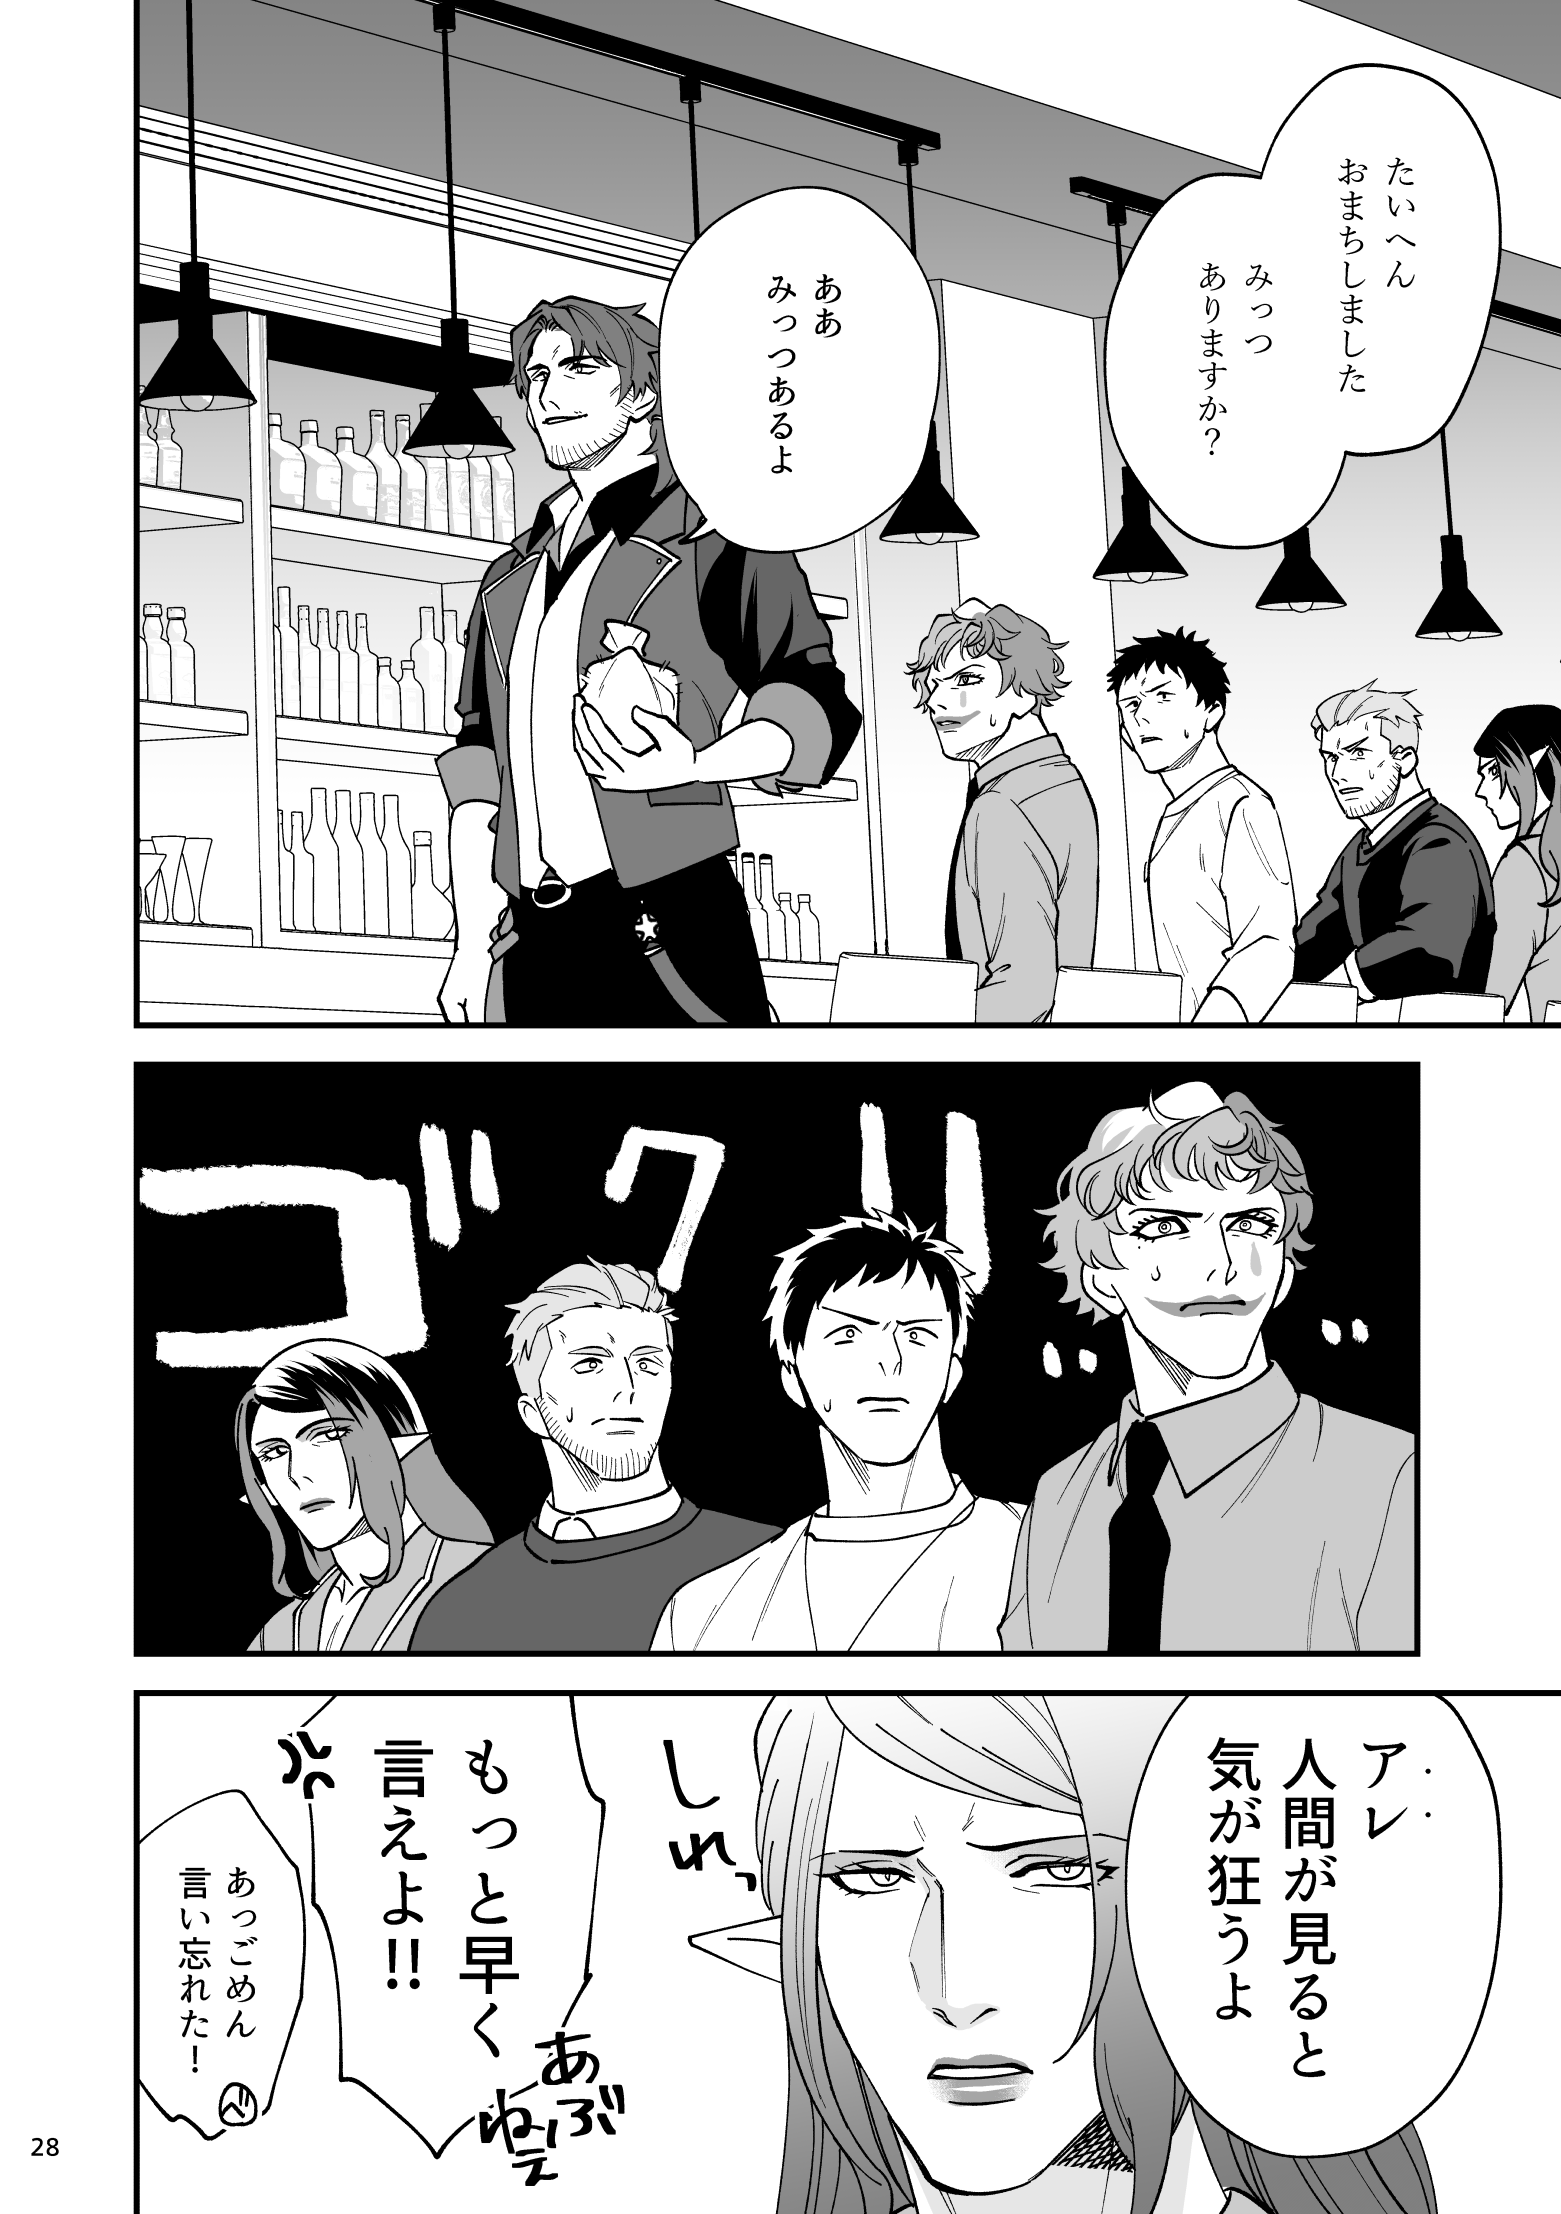 たいへん
おまちしました
みっつ
ありますか？
ああ
みっつあるよ
ゴクリ
アレ
人間が見ると
気が狂うよ
しれっ
もっと早く
言えよ!!
あぶ
ねぇ
あっごめん
言い忘れた！
ベ
28